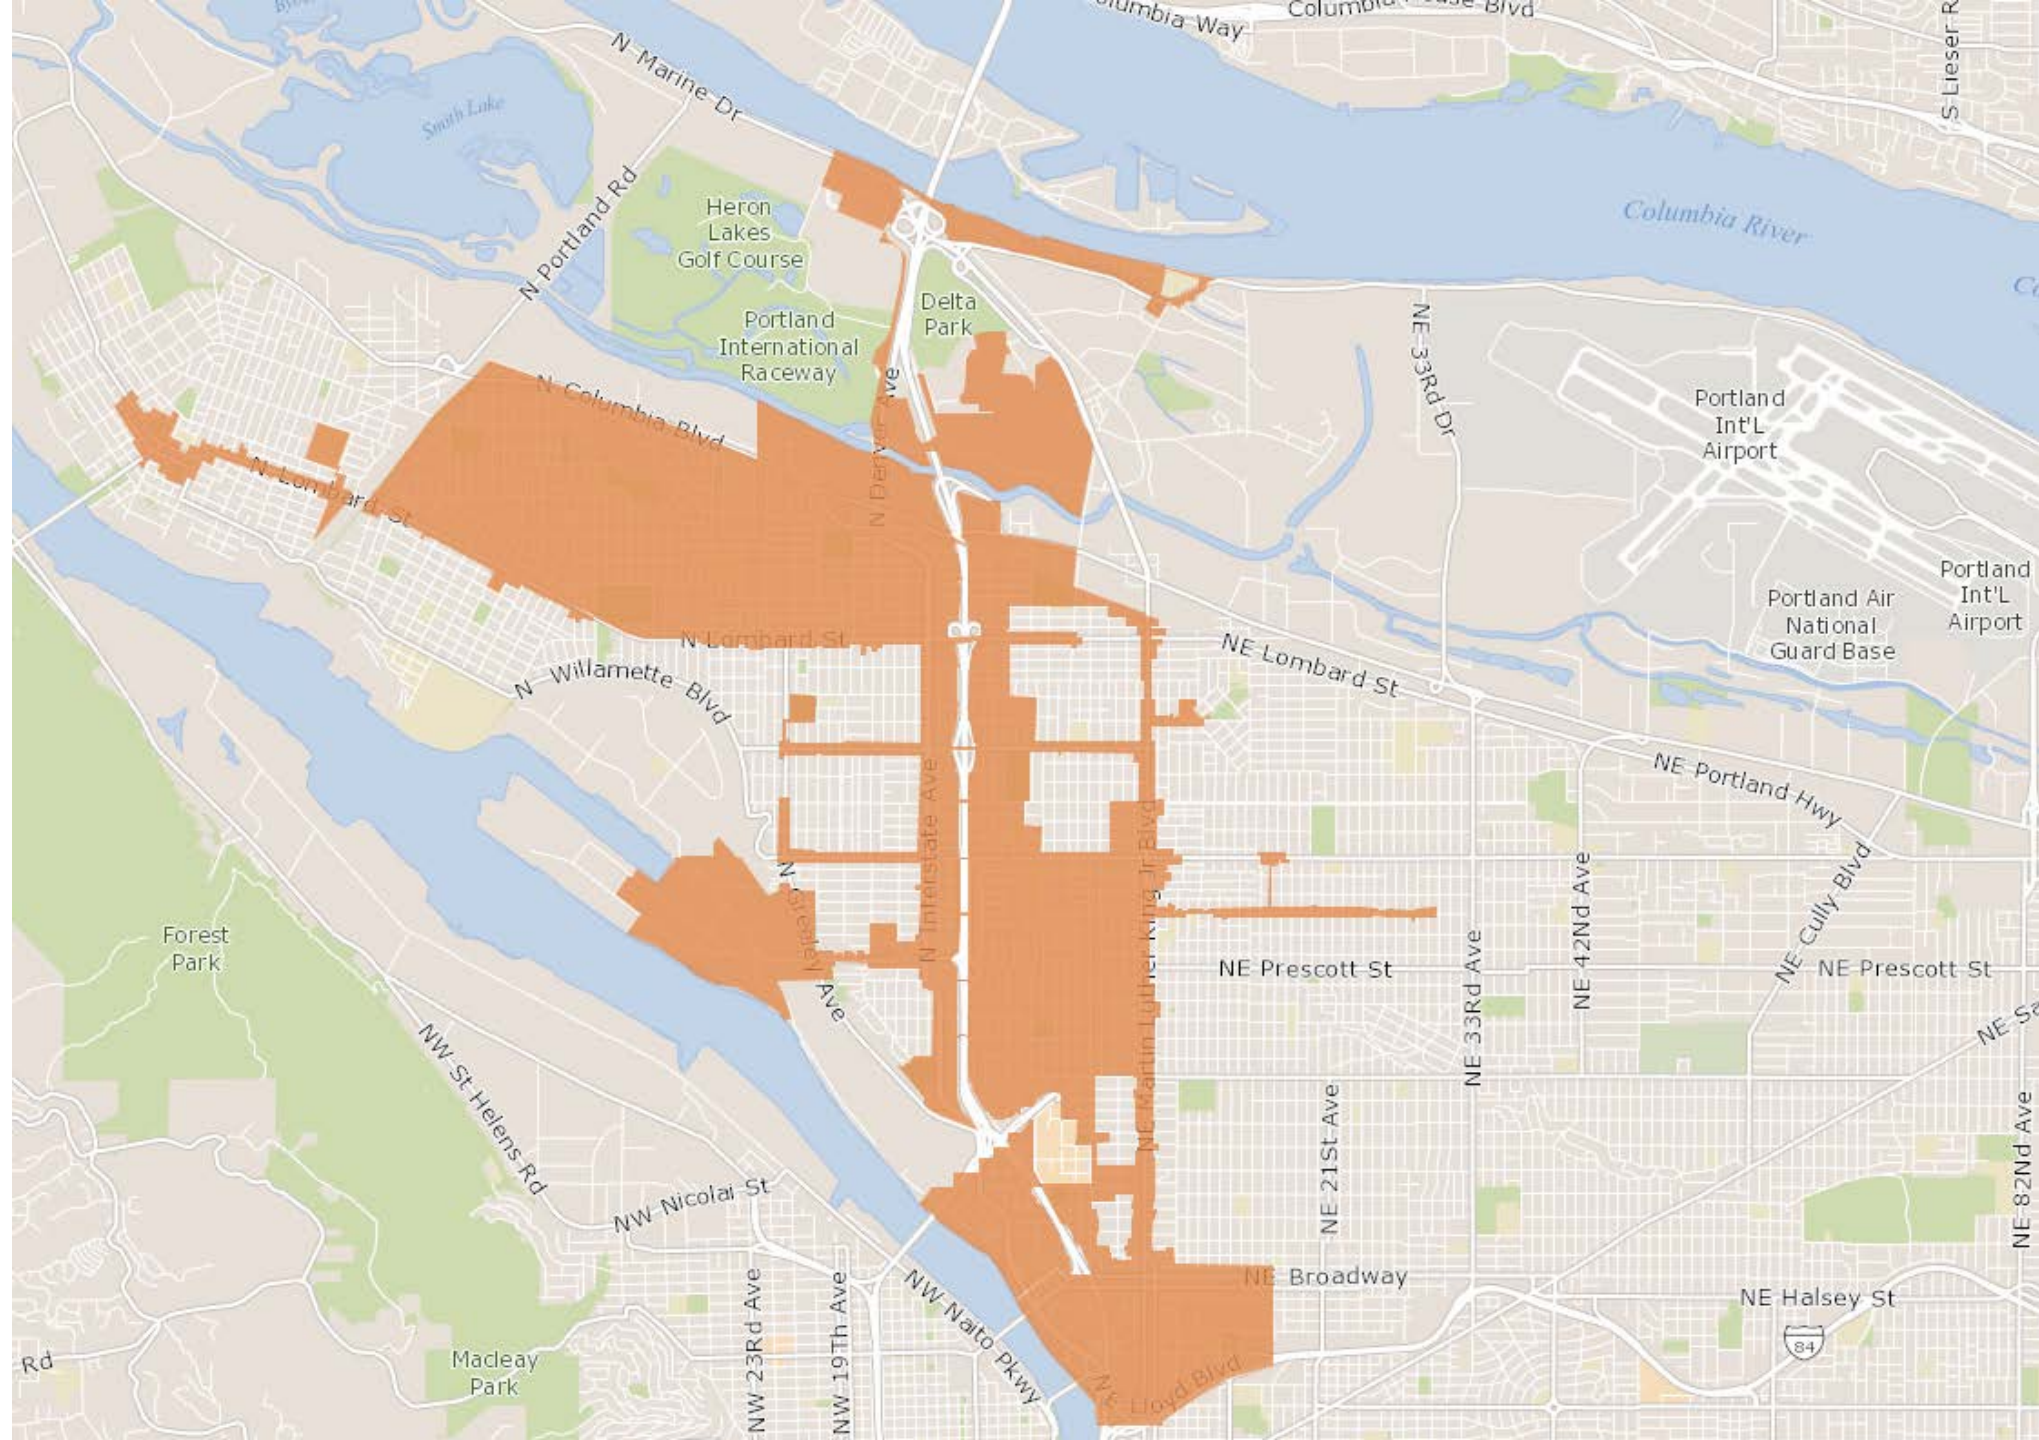 Columbia Way
Blvd
S Lieser R
N Marine Dr
Smith Lake
N Portland Rd
Heron
Lakes
Golf Course
Columbia River
Delta
Park
Portland
International
Raceway
NE 33Rd Dr
N Columbia Blvd
N Denver Ave
Portland
Int'L
Airport
N Lombard St
Portland
Int'L
Airport
Portland Air
National
Guard Base
N Lombard St
NE Lombard St
N Willamette Blvd
NE Portland Hwy
N Interstate Ave
NE Martin Luther King Jr Blvd
N Greeley Ave
NE 42Nd Ave
NE Cully Blvd
Forest
Park
NE Prescott St
NE Prescott St
NE 33Rd Ave
NE Sa
NW St Helens Rd
NE 21St Ave
NE 82Nd Ave
NW Nicolai St
NW 23Rd Ave
NW 19Th Ave
NW Naito Pkwy
NE Broadway
NE Halsey St
84
Rd
Macleay
Park
NE Lloyd Blvd